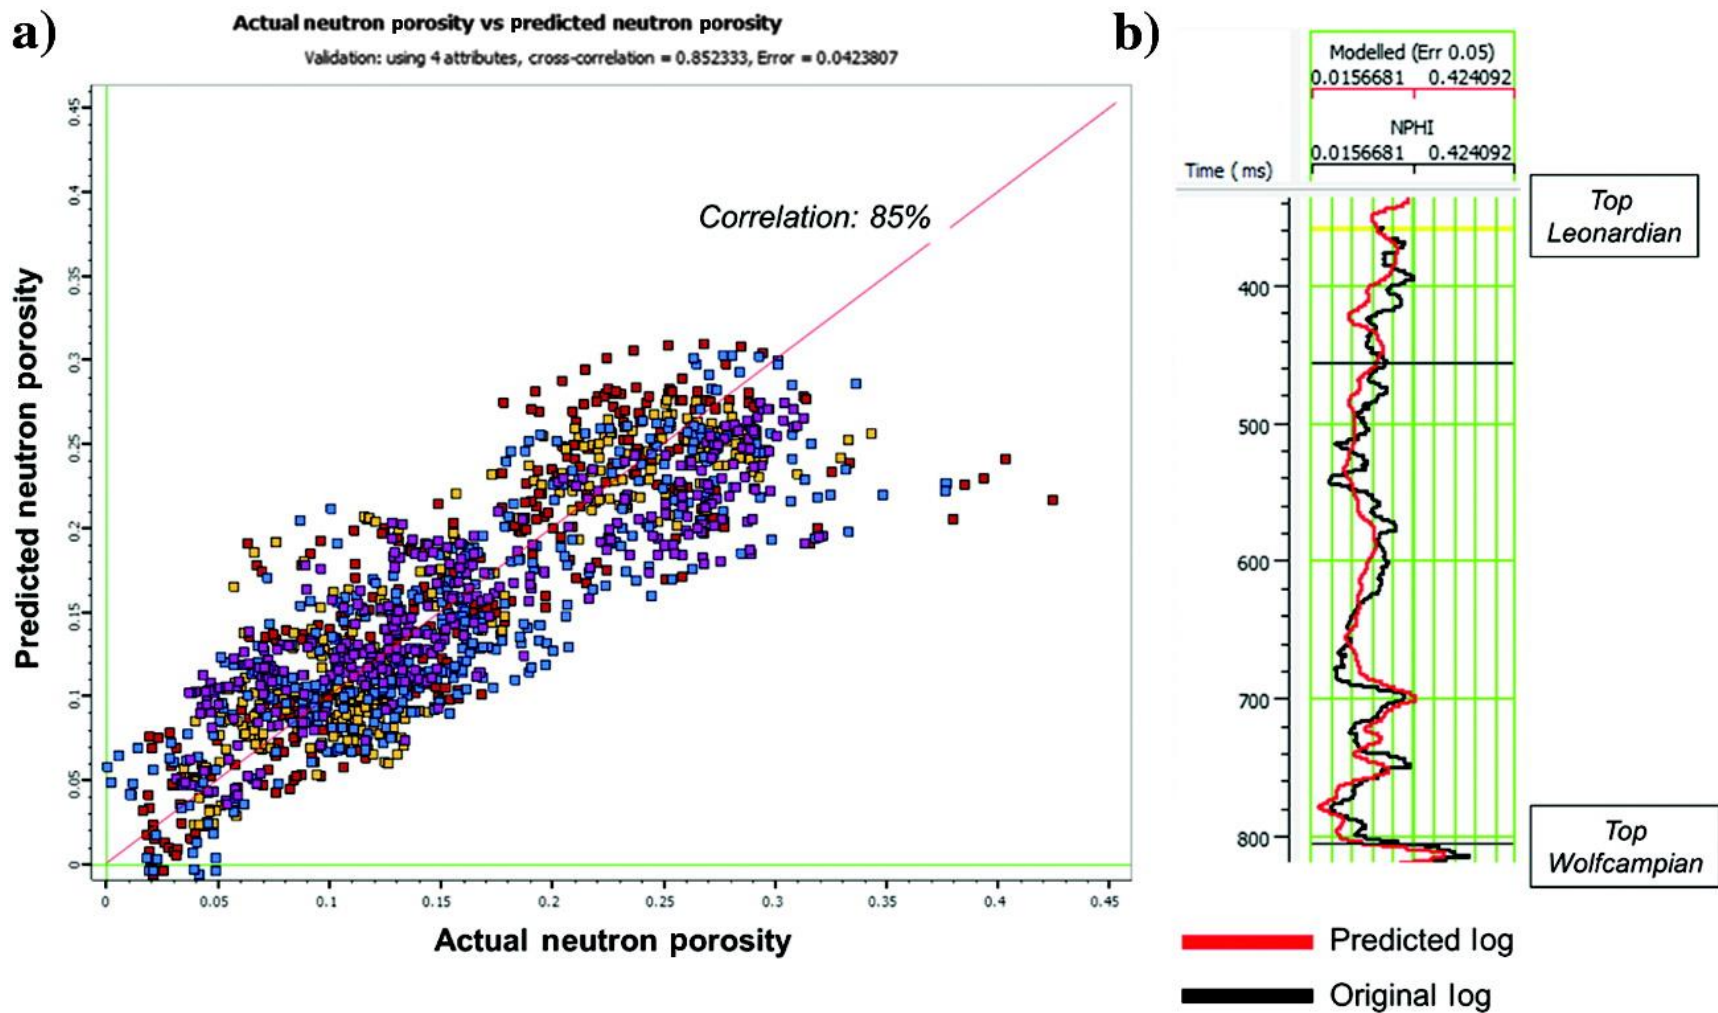 a)
Actual neutron porosity vs predicted neutron porosity
Validation: using 4 attributes, cross-correlation = 0.852333, Error = 0.0423807
Correlation: 85%
Predicted neutron porosity
0.45
0.4
0.35
0.3
0.25
0.2
0.15
0.1
0.05
0
0 0.05 0.1 0.15 0.2 0.25 0.3 0.35 0.4 0.45
Actual neutron porosity
b)
Modelled (Err 0.05)
0.0156681 0.424092
NPHI
0.0156681 0.424092
Time ( ms)
Top
Leonardian
400
500
600
700
800
Top
Wolfcampian
Predicted log
Original log